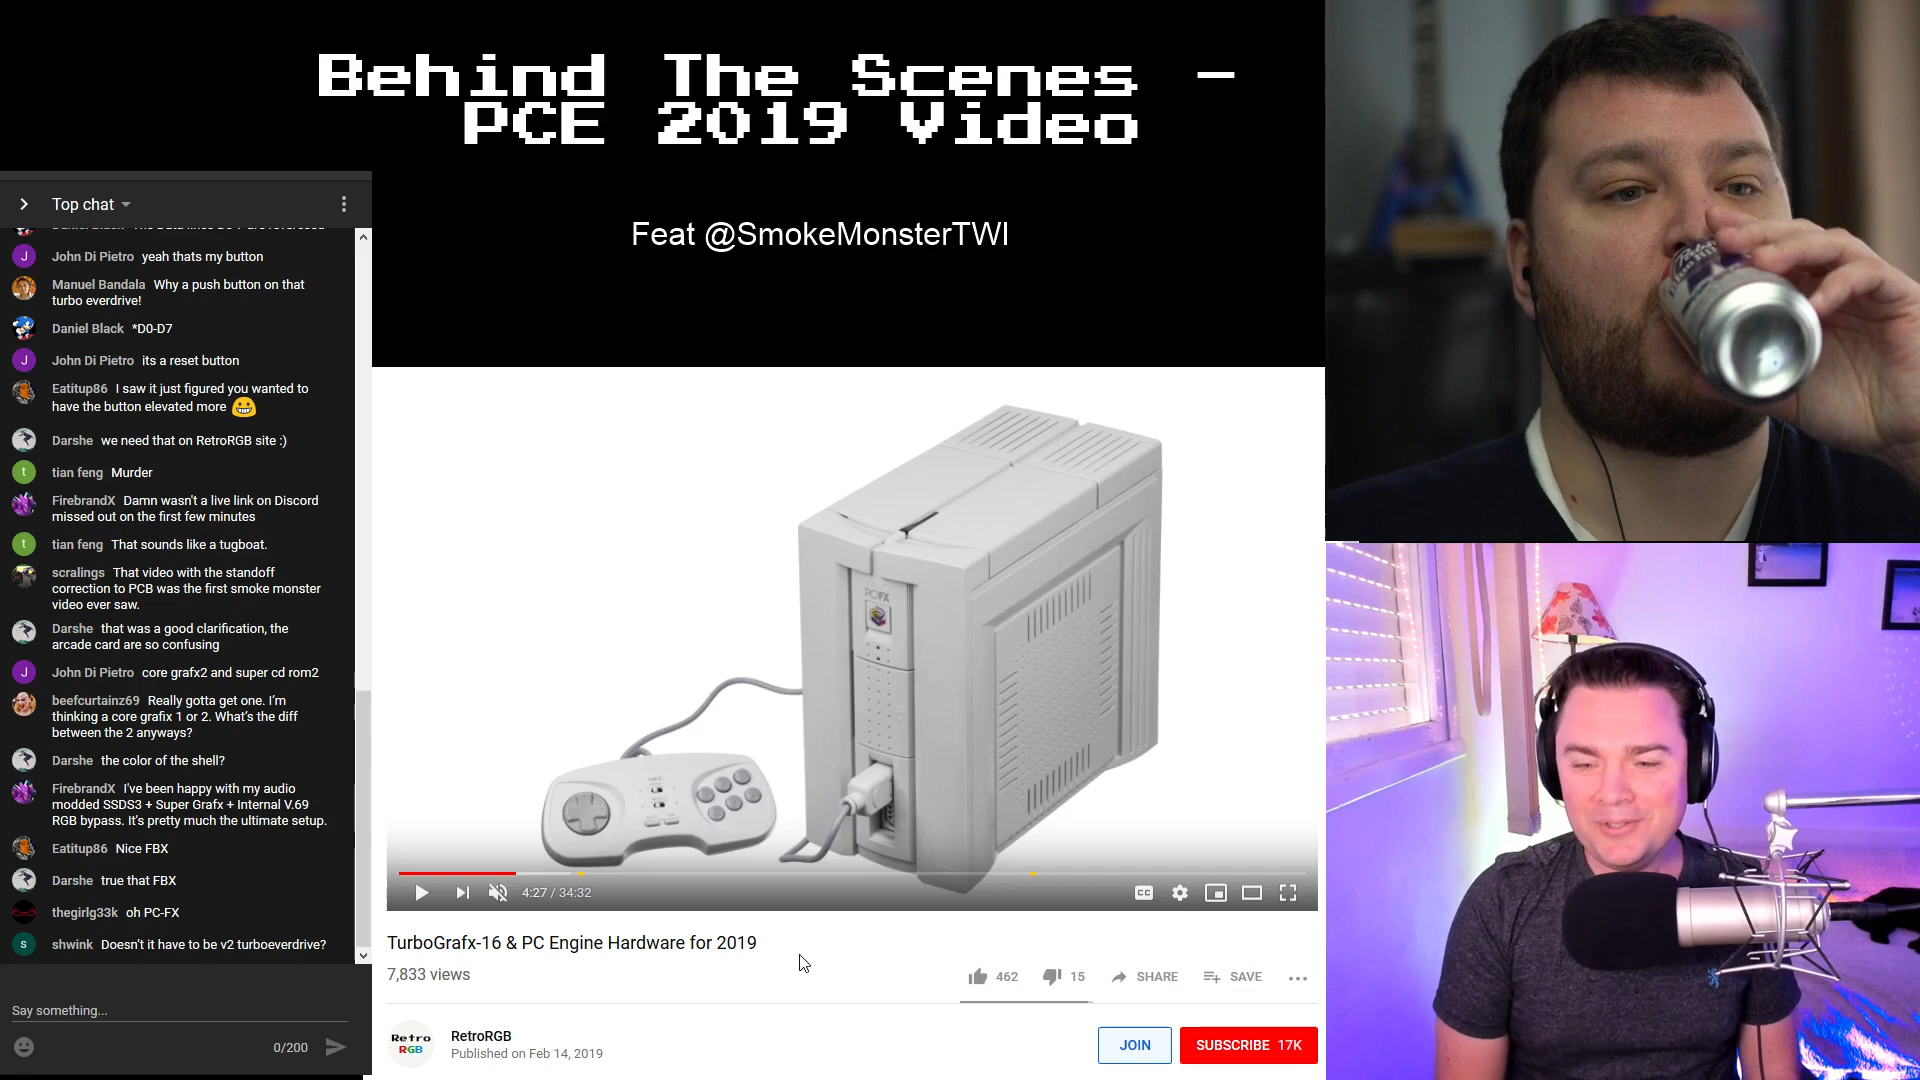 Behind The Scenes -
PCE 2019 Video
Feat @SmokeMonsterTWI
Top chat
John Di Pietro yeah thats my button
Manuel Bandala Why a push button on that
turbo everdrive!
Daniel Black *D0-D7
John Di Pietro its a reset button
Eatitup86 I saw it just figured you wanted to
have the button elevated more
Darshe we need that on RetroRGB site :)
tian feng Murder
FirebrandX Damn wasn't a live link on Discord
missed out on the first few minutes
tian feng That sounds like a tugboat.
scralings That video with the standoff
correction to PCB was the first smoke monster
video ever saw.
Darshe that was a good clarification, the
arcade card are so confusing
John Di Pietro core grafx2 and super cd rom2
beefcurtainz69 Really gotta get one. I'm
thinking a core grafix 1 or 2. What's the diff
between the 2 anyways?
Darshe the color of the shell?
FirebrandX I've been happy with my audio
modded SSDS3 + Super Grafx + Internal V.69
RGB bypass. It's pretty much the ultimate setup.
Eatitup86 Nice FBX
Darshe true that FBX
thegirlg33k oh PC-FX
shwink Doesn't it have to be v2 turboeverdrive?
Say something...
0/200
J
J
t
t
J
s
PCFX
4:27 / 34:32
CC
TurboGrafx-16 & PC Engine Hardware for 2019
7,833 views
462
15
SHARE
SAVE
Retro
RGB
RetroRGB
Published on Feb 14, 2019
JOIN
SUBSCRIBE 17K